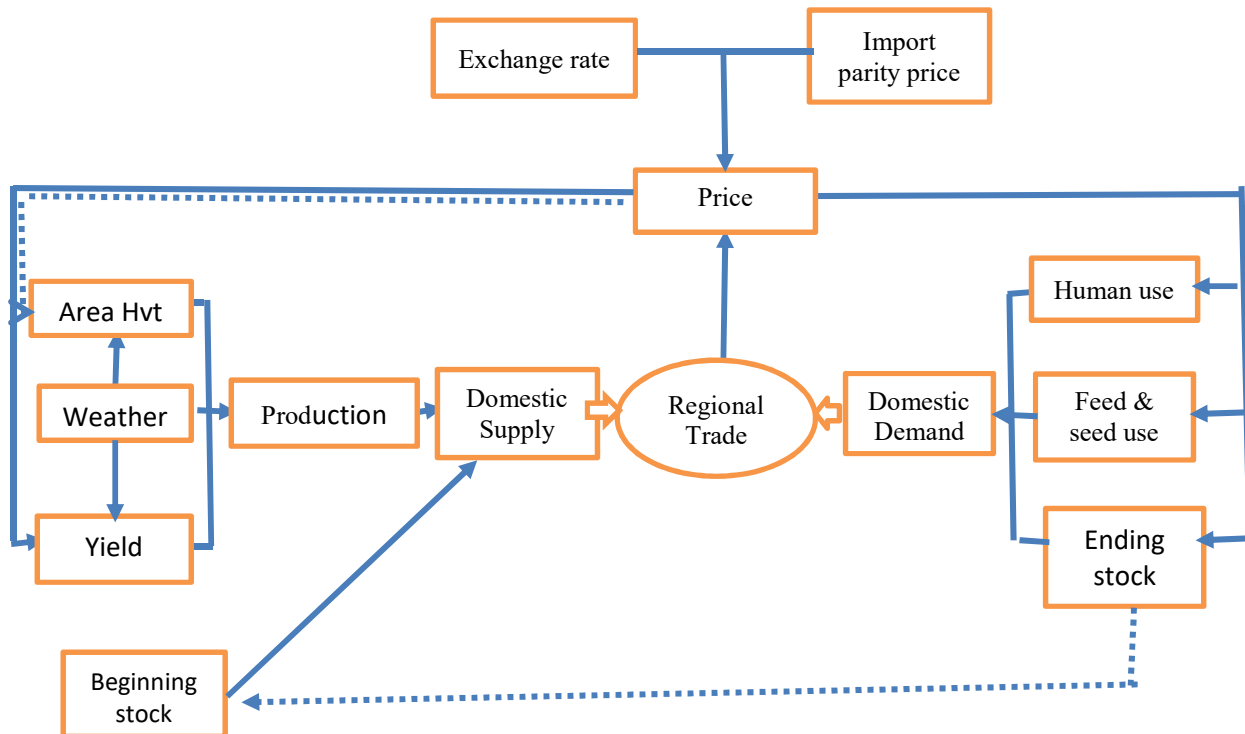 Exchange rate
Import
parity price
Price
Area Hvt
Human use
Weather
Production
Domestic
Supply
Regional
Trade
Domestic
Demand
Feed &
seed use
Yield
Ending
stock
Beginning
stock